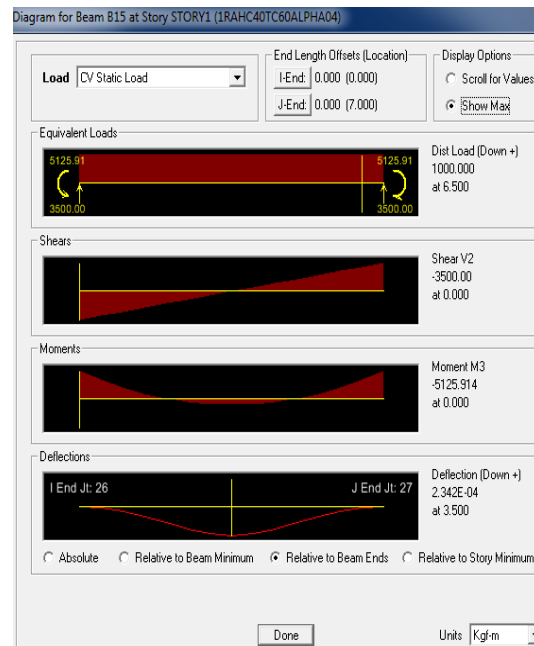 Diagram for Beam B15 at Story STORY1 (1RAHC40TC60ALPHA04)
Load CV Static Load
End Length Offsets (Location)
I-End: 0.000 (0.000)
J-End: 0.000 (7.000)
Display Options
Scroll for Values
Show Max
Equivalent Loads
5125.91 5125.91
3500.00 3500.00
Dist Load (Down +)
1000.000
at 6.500
Shears
Shear V2
-3500.00
at 0.000
Moments
Moment M3
-5125.914
at 0.000
Deflections
I End Jt: 26 J End Jt: 27
Deflection (Down +)
2.342E-04
at 3.500
Absolute Relative to Beam Minimum Relative to Beam Ends Relative to Story Minimum
Done Units Kgf-m